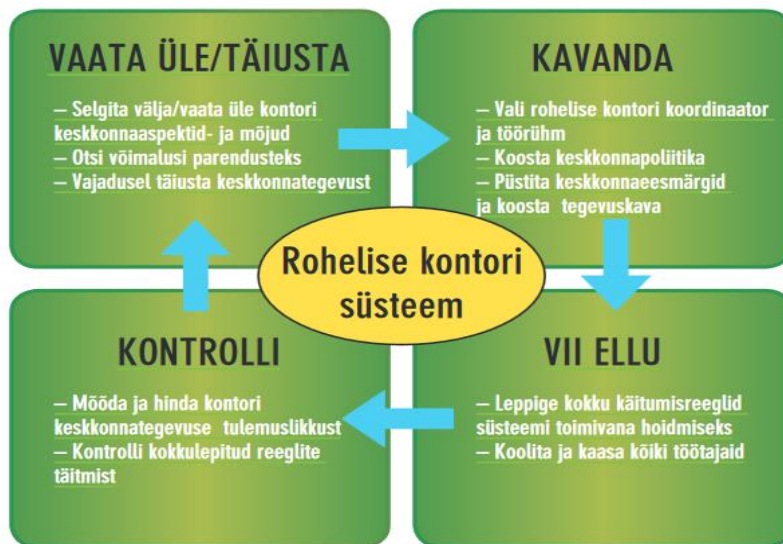 VAATA ÜLE/TÄIUSTA
– Selgita välja/vaata üle kontori
keskkonnaaspektid- ja mõjud
– Otsi võimalusi parendusteks
– Vajadusel täiusta keskkonnategevust
KAVANDA
– Vali rohelise kontori koordinaator
ja töörühm
– Koosta keskkonnapoliitika
– Püstita keskkonnaeesmärgid
ja koosta tegevuskava
Rohelise kontori
süsteem
KONTROLLI
– Mõõda ja hinda kontori
keskkonnategevuse tulemuslikkust
– Kontrolli kokkulepitud reeglite
täitmist
VII ELLU
– Leppige kokku käitumisreeglid
süsteemi toimivana hoidmiseks
– Koolita ja kaasa kõiki töötajaid